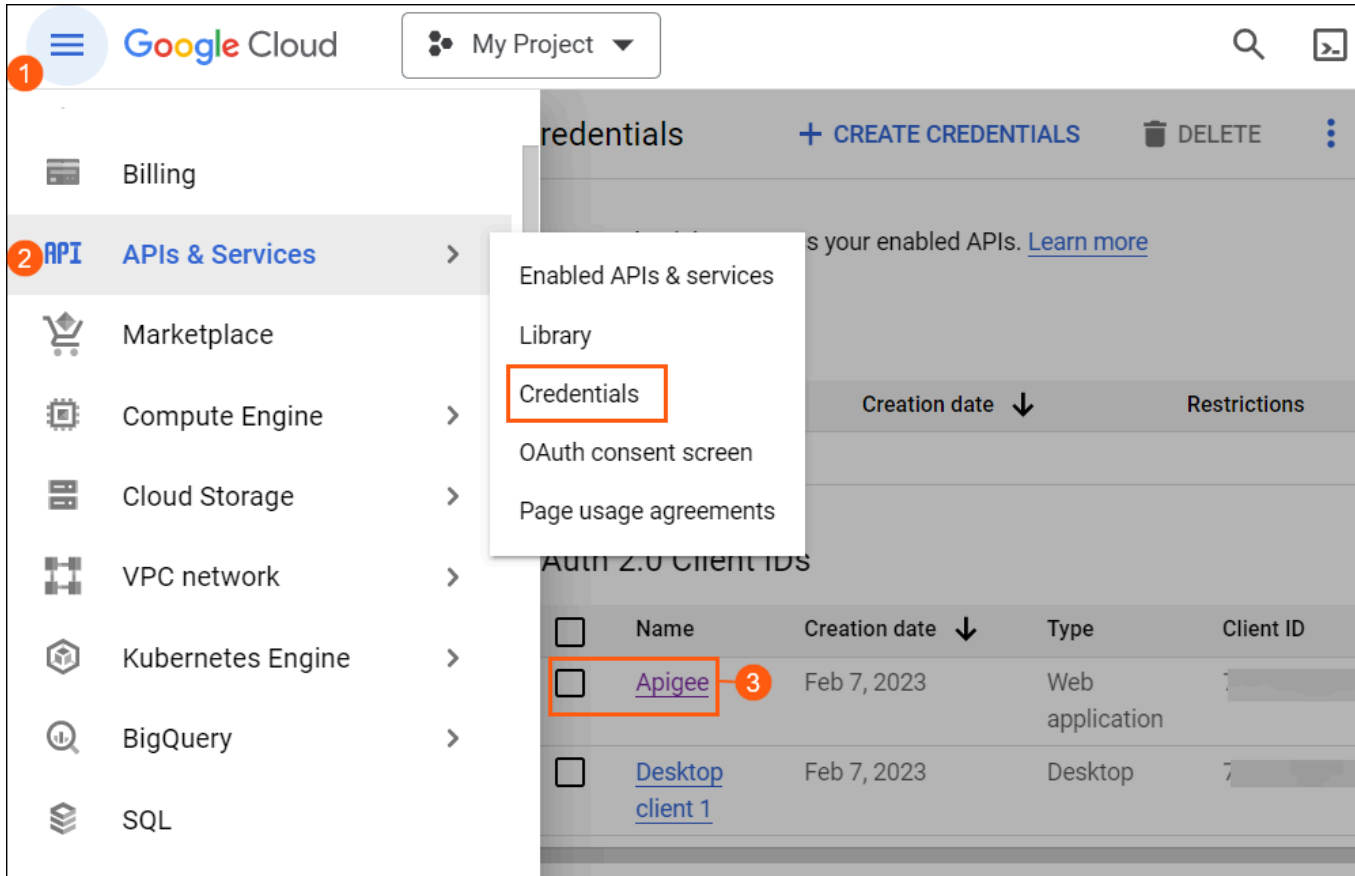 1
Google Cloud
My Project
Billing
2
API
APIs & Services
Marketplace
Compute Engine
Cloud Storage
VPC network
Kubernetes Engine
BigQuery
SQL
Enabled APIs & services
Library
Credentials
OAuth consent screen
Page usage agreements
redentials
+ CREATE CREDENTIALS
DELETE
s your enabled APIs. Learn more
Creation date
Restrictions
Auth 2.0 Client IDs
Name Creation date Type Client ID
Apigee 3 Feb 7, 2023 Web
application
Desktop Feb 7, 2023 Desktop 7
client 1